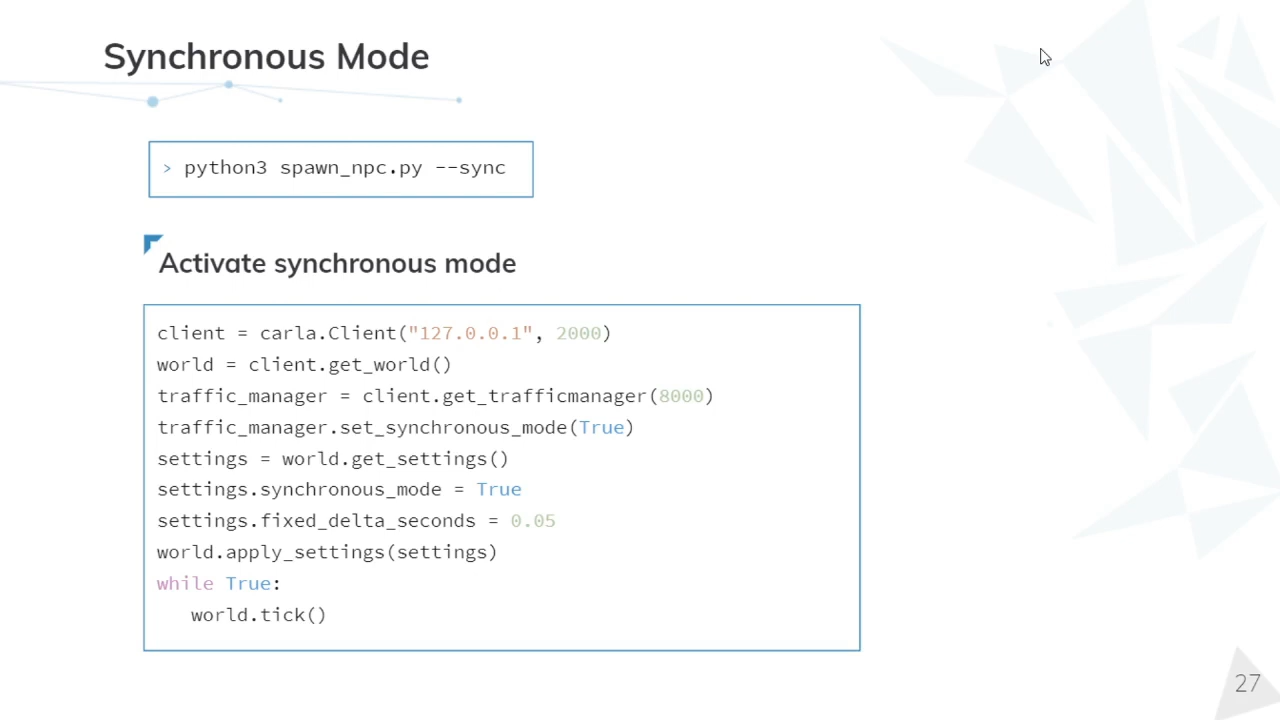 Synchronous Mode
> python3 spawn_npc.py --sync
Activate synchronous mode
client = carla.Client("127.0.0.1", 2000)
world = client.get_world()
traffic_manager = client.get_trafficmanager(8000)
traffic_manager.set_synchronous_mode(True)
settings = world.get_settings()
settings.synchronous_mode = True
settings.fixed_delta_seconds = 0.05
world.apply_settings(settings)
while True:
   world.tick()
27